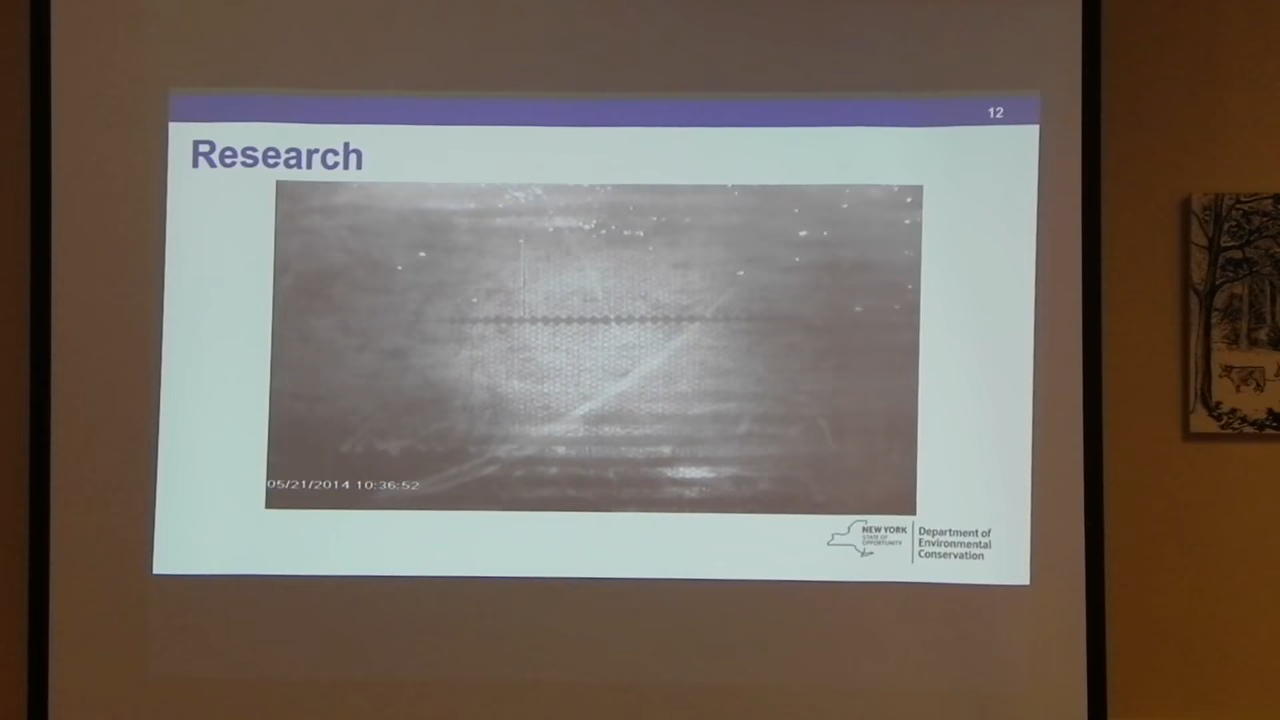 12
Research
05/21/2014 10:36:52
NEW YORK
STATE OF
OPPORTUNITY
Department of
Environmental
Conservation